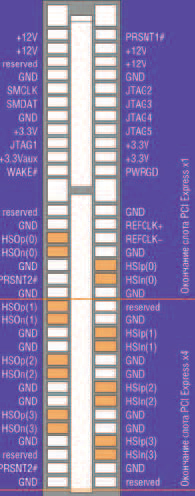 +12V PRSNT1#
+12V +12V
reserved +12V
GND GND
SMCLK JTAG2
SMDAT JTAG3
GND JTAG4
+3.3V JTAG5
JTAG1 +3.3Y
+3.3Vaux +3.3Y
WAKE# PWRGD
reserved GND
GND REFCLK+
HSOp(0) REFCLK–
HSOn(0) GND
GND HSIp(0)
PRSNT2# HSIn(0)
GND GND
HSOp(1) reserved
HSOn(1) GND
GND HSIp(1)
GND HSIn(1)
HSOp(2) GND
HSOn(2) GND
GND HSIp(2)
GND HSIn(2)
HSOp(3) GND
HSOn(3) GND
GND HSIp(3)
reserved HSIn(3)
PRSNT2# GND
GND reserved
Окончание слота PCI Express x1
Окончание слота PCI Express x4